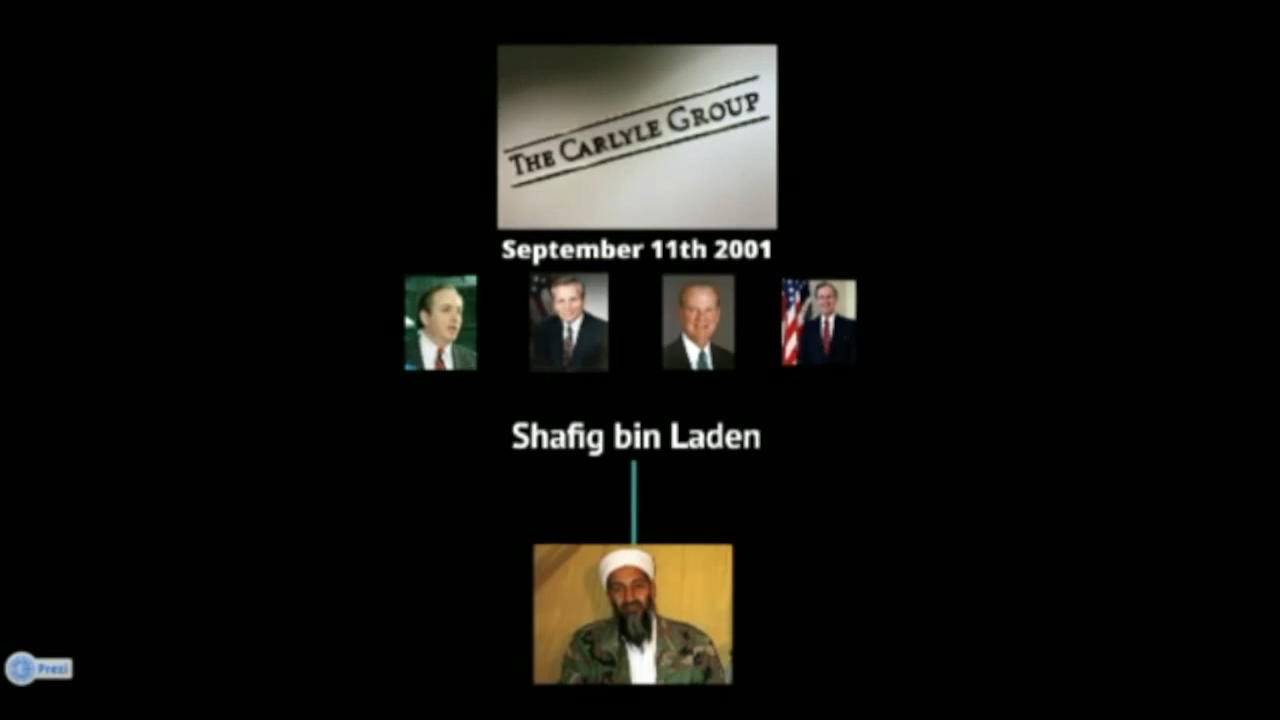 THE CARLYLE GROUP
September 11th 2001
Shafig bin Laden
Prezi